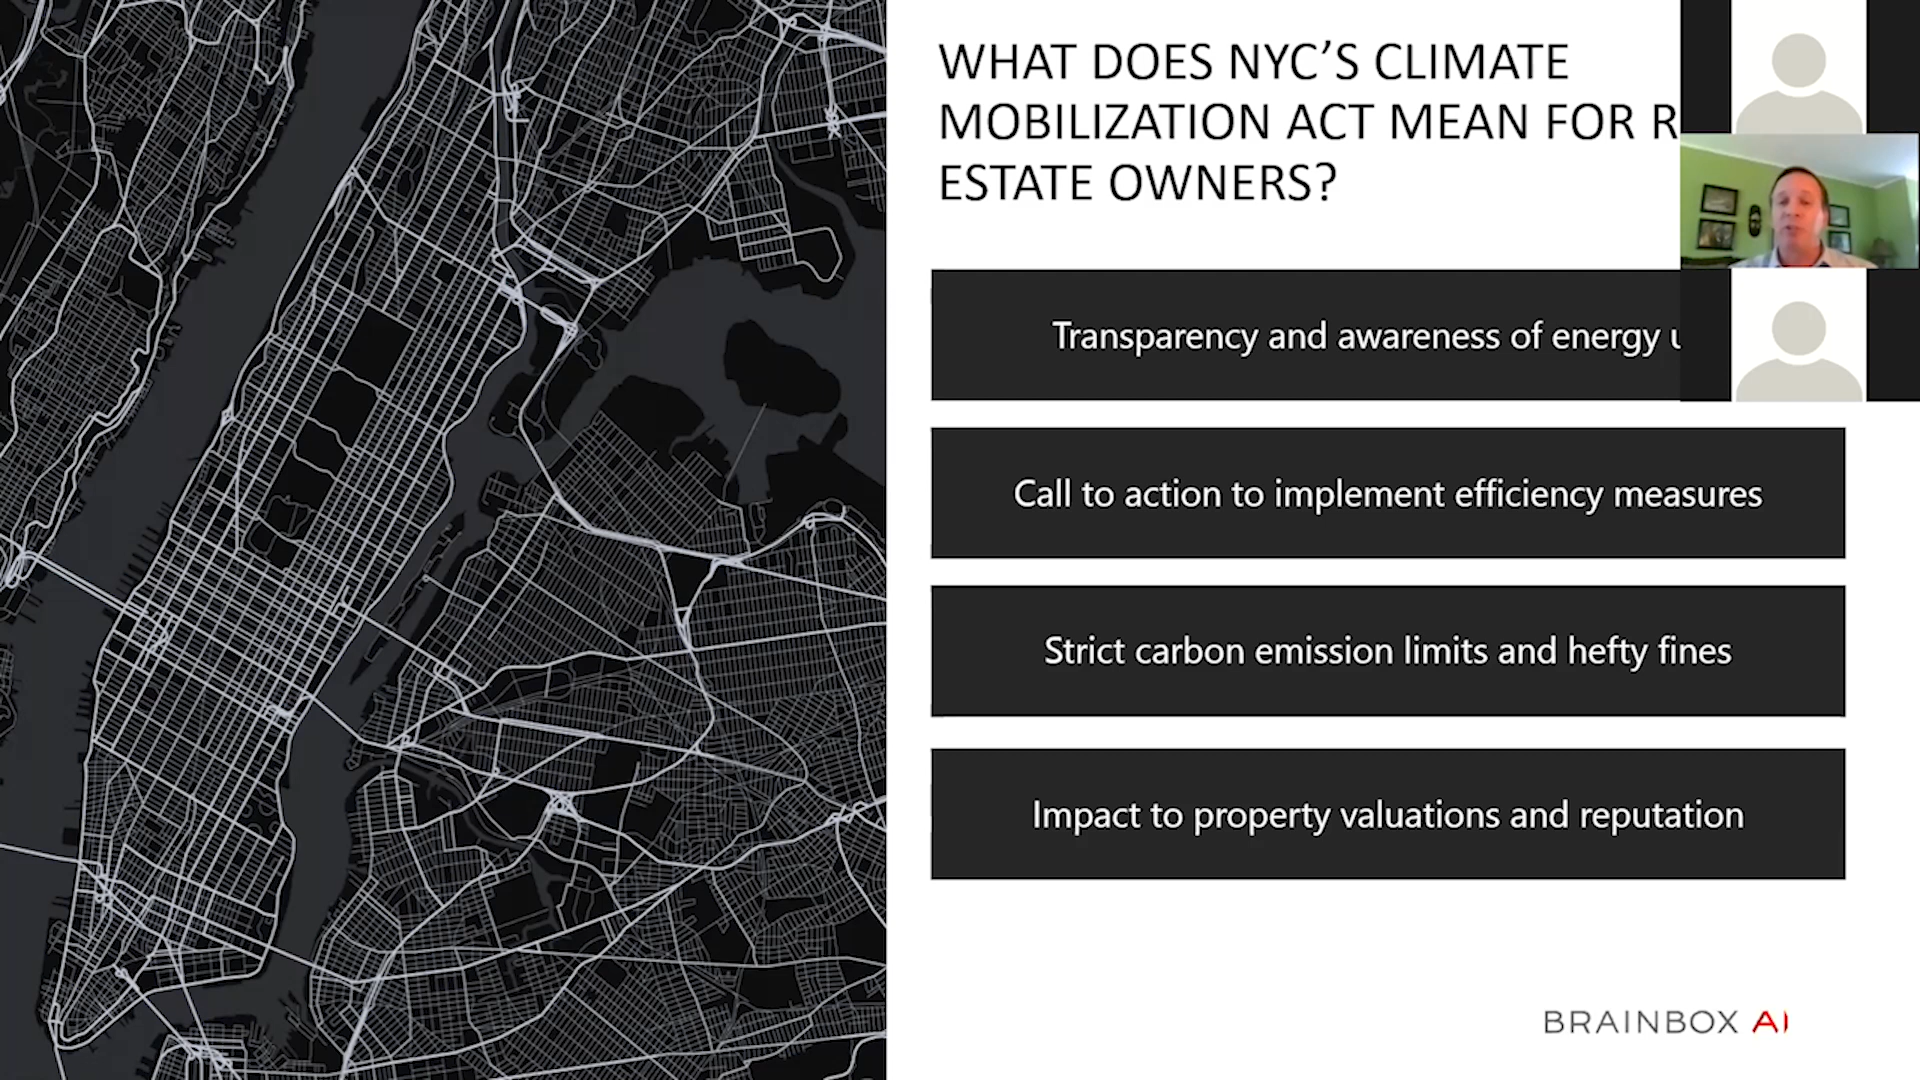 WHAT DOES NYC’S CLIMATE
MOBILIZATION ACT MEAN FOR
ESTATE OWNERS?
Transparency and awareness of energy
Call to action to implement efficiency measures
Strict carbon emission limits and hefty fines
Impact to property valuations and reputation
BRAINBOX AI